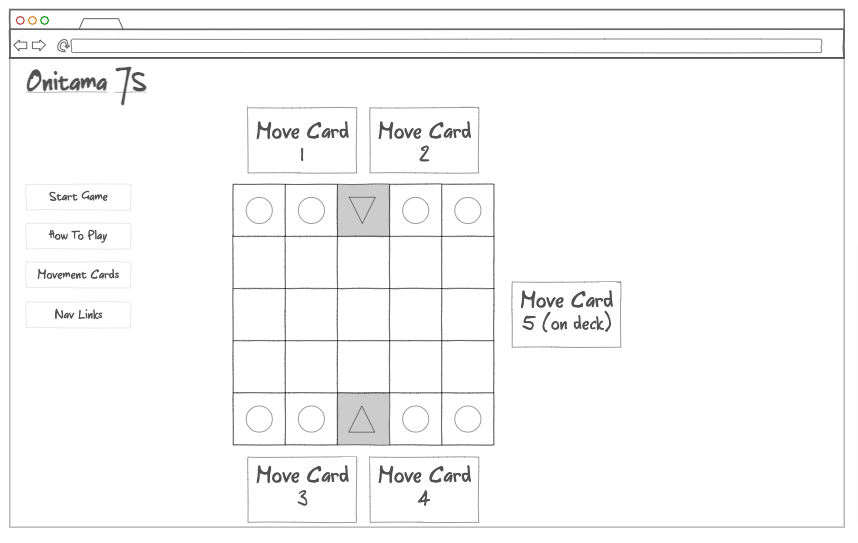 Onitama 7S
Move Card
1
Move Card
2
Start Game
How To Play
Movement Cards
Nav Links
Move Card
5 (on deck)
Move Card
3
Move Card
4